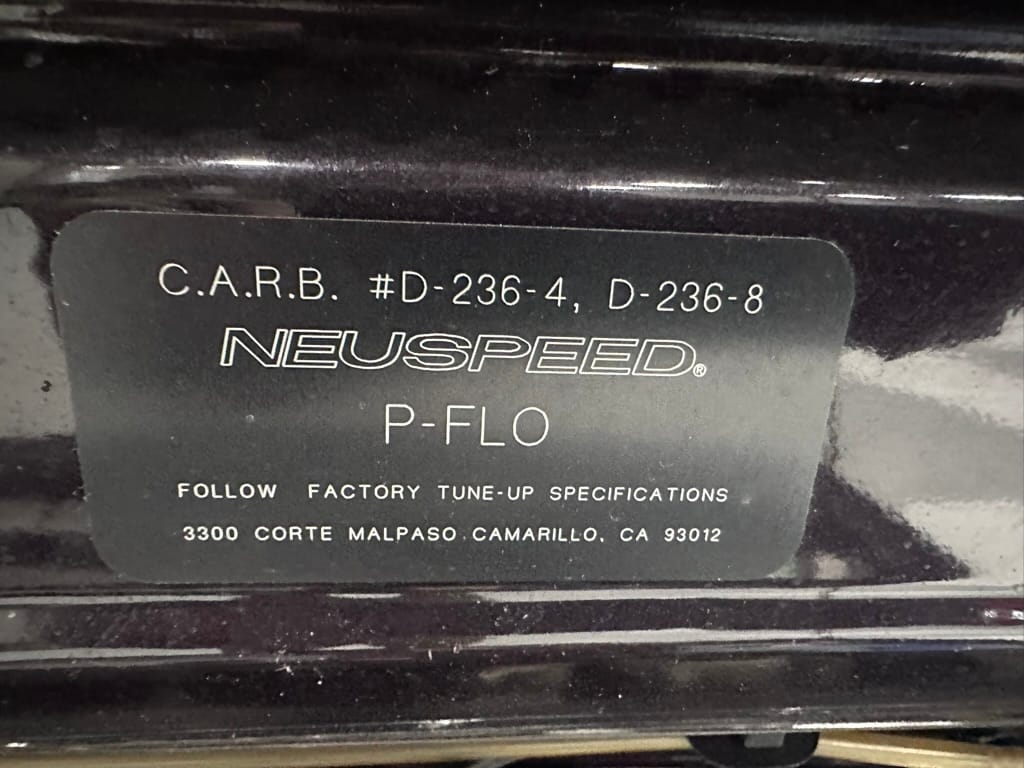 C.A.R.B. #D-236-4, D-236-8
NEUSPEED®
P-FLO
FOLLOW FACTORY TUNE-UP SPECIFICATIONS
3300 CORTE MALPASO, CAMARILLO, CA 93012